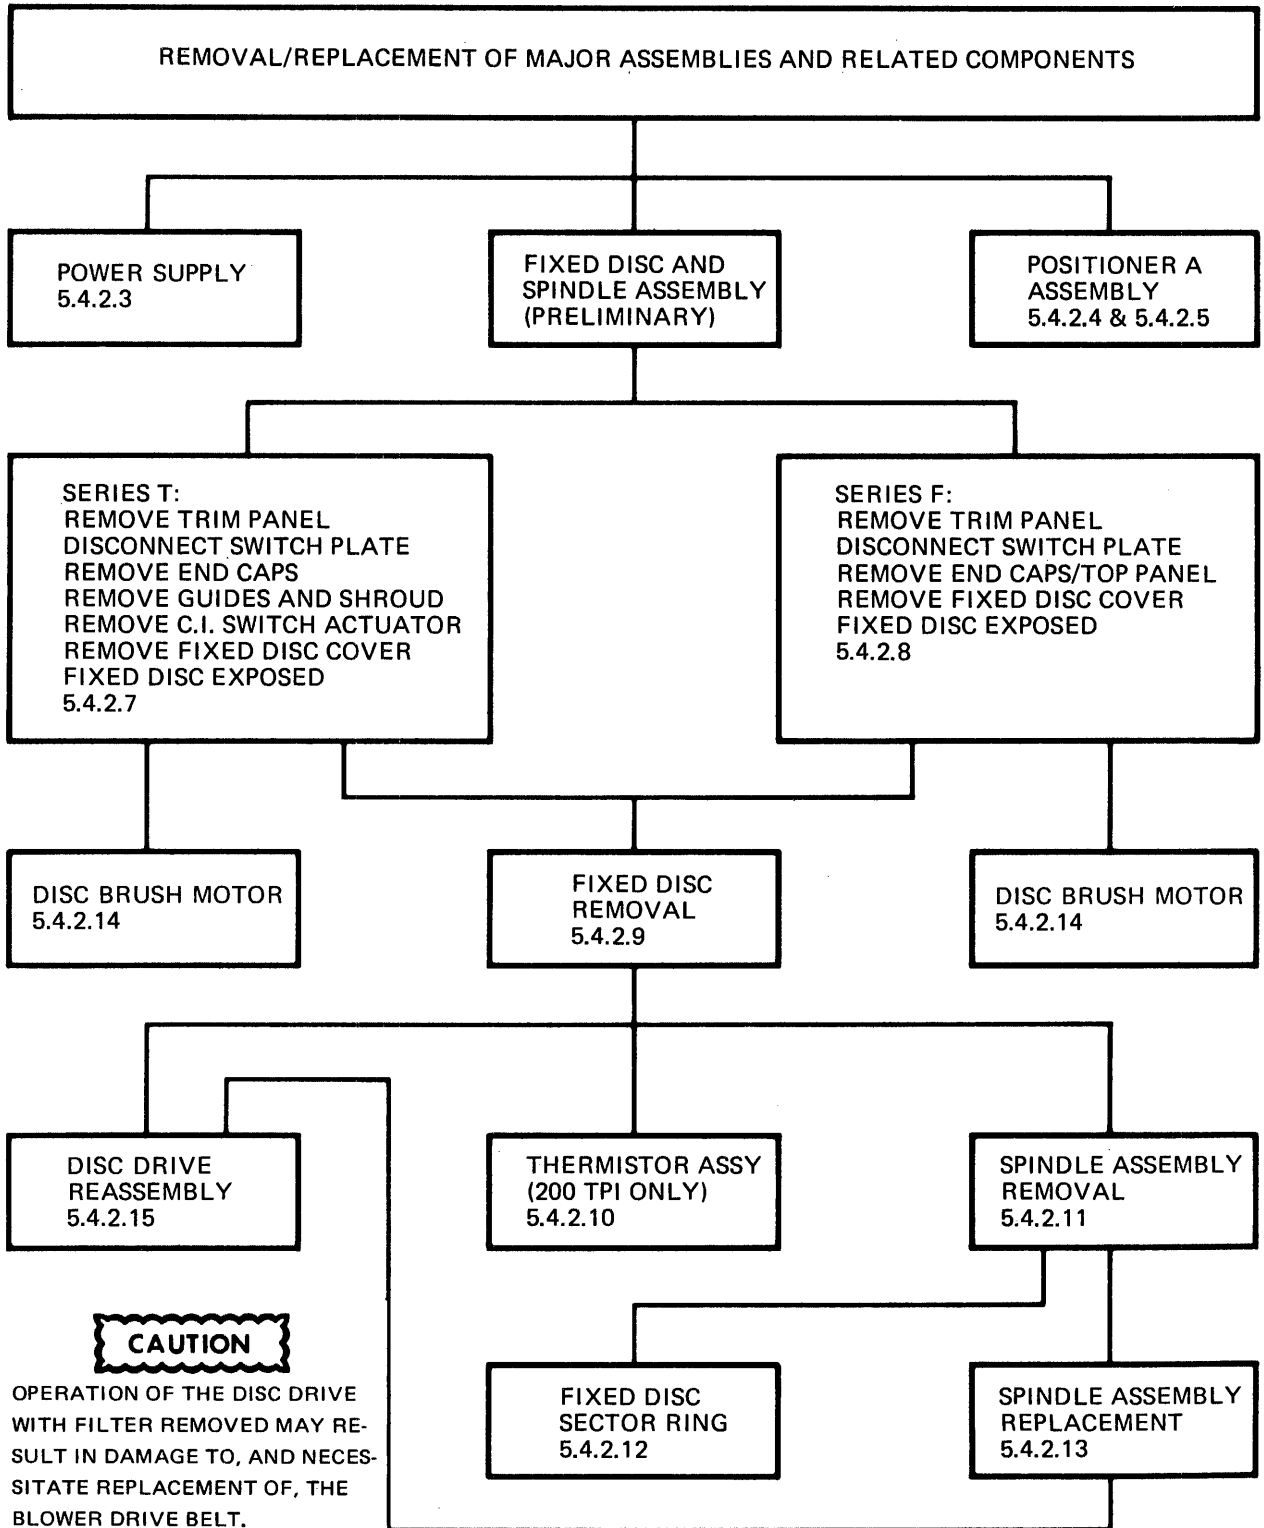 REMOVAL/REPLACEMENT OF MAJOR ASSEMBLIES AND RELATED COMPONENTS
POWER SUPPLY
5.4.2.3
FIXED DISC AND
SPINDLE ASSEMBLY
(PRELIMINARY)
POSITIONER A
ASSEMBLY
5.4.2.4 & 5.4.2.5
SERIES T:
REMOVE TRIM PANEL
DISCONNECT SWITCH PLATE
REMOVE END CAPS
REMOVE GUIDES AND SHROUD
REMOVE C.I. SWITCH ACTUATOR
REMOVE FIXED DISC COVER
FIXED DISC EXPOSED
5.4.2.7
SERIES F:
REMOVE TRIM PANEL
DISCONNECT SWITCH PLATE
REMOVE END CAPS/TOP PANEL
REMOVE FIXED DISC COVER
FIXED DISC EXPOSED
5.4.2.8
DISC BRUSH MOTOR
5.4.2.14
FIXED DISC
REMOVAL
5.4.2.9
DISC BRUSH MOTOR
5.4.2.14
DISC DRIVE
REASSEMBLY
5.4.2.15
THERMISTOR ASSY
(200 TPI ONLY)
5.4.2.10
SPINDLE ASSEMBLY
REMOVAL
5.4.2.11
CAUTION
OPERATION OF THE DISC DRIVE
WITH FILTER REMOVED MAY RE-
SULT IN DAMAGE TO, AND NECES-
SITATE REPLACEMENT OF, THE
BLOWER DRIVE BELT.
FIXED DISC
SECTOR RING
5.4.2.12
SPINDLE ASSEMBLY
REPLACEMENT
5.4.2.13